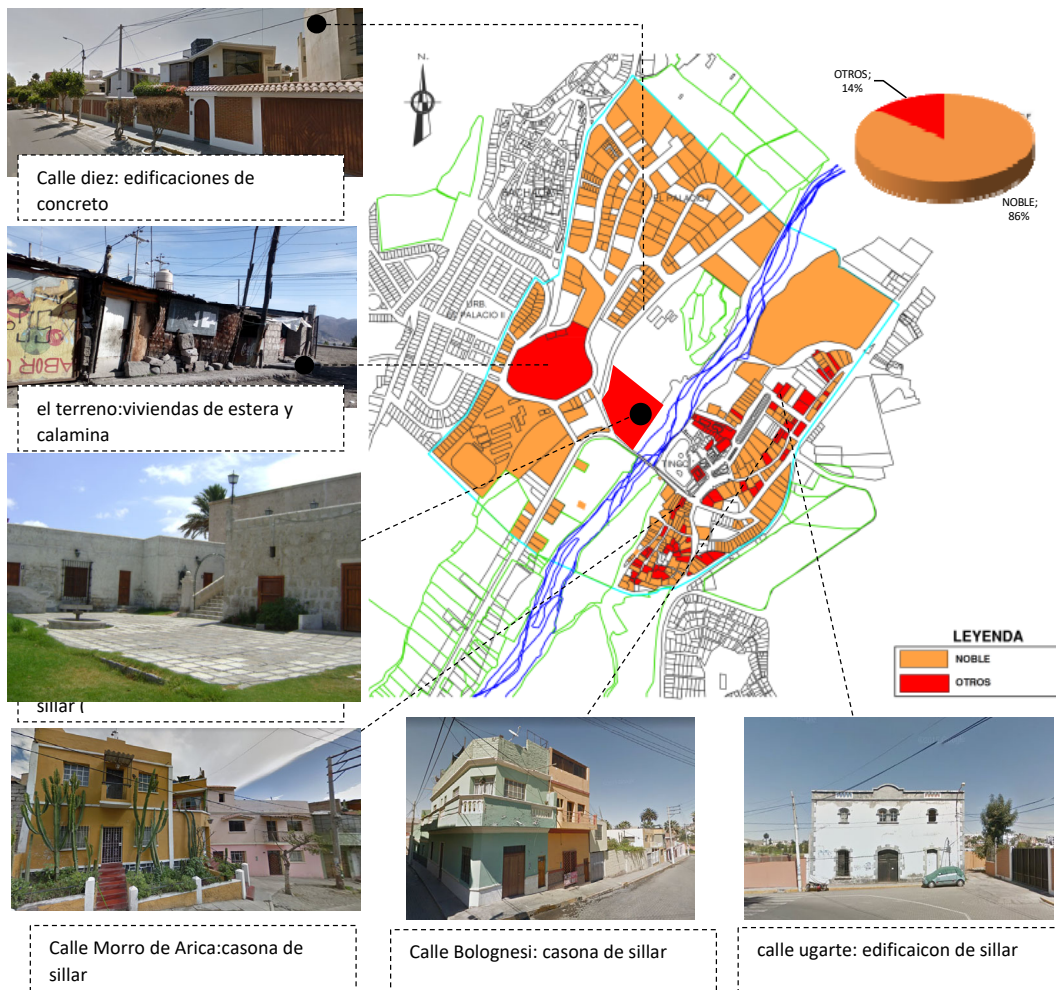 Calle diez: edificaciones de
concreto
el terreno:viviendas de estera y
calamina
sillar (
Calle Morro de Arica:casona de
sillar
Calle Bolognesi: casona de sillar
calle ugarte: edificaicon de sillar
N.
EL PALACIO I
URB.
EL PALACIO II
TINGO
OTROS;
14%
NOBLE;
86%
LEYENDA
NOBLE
OTROS